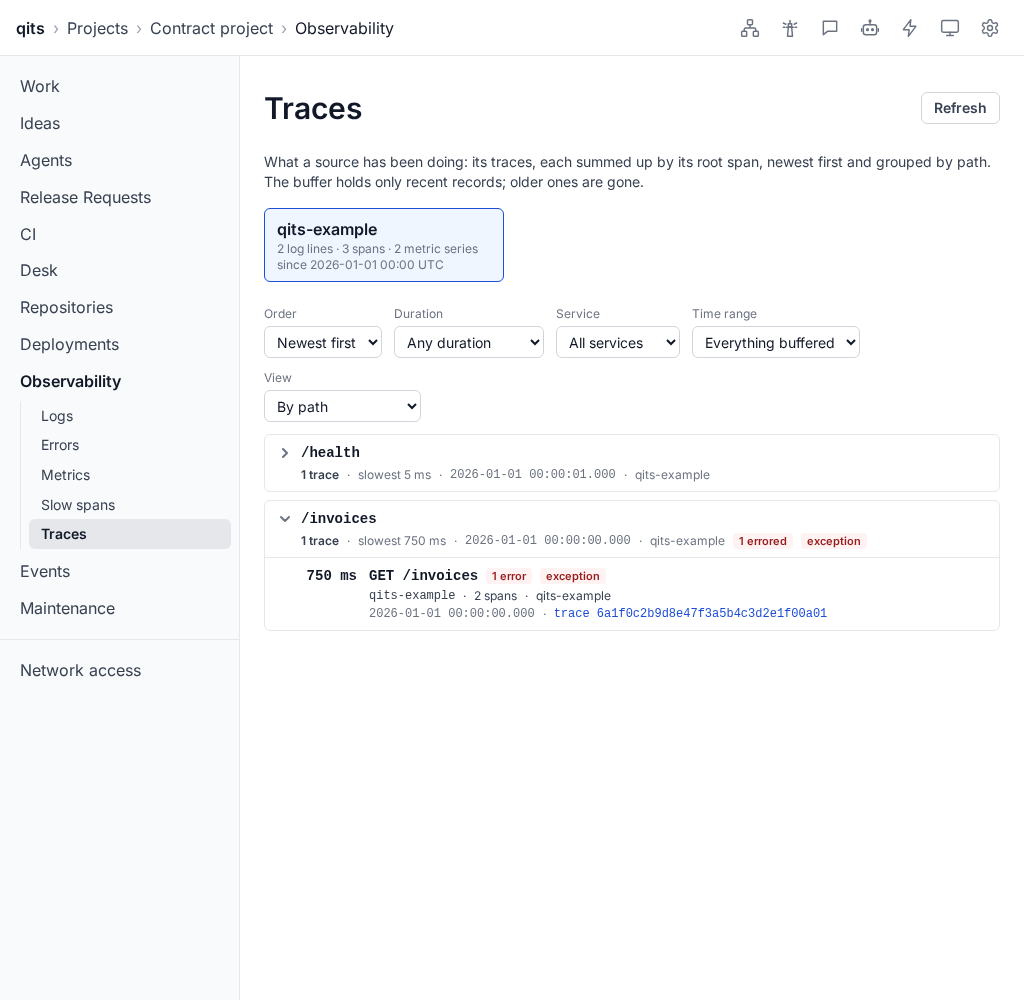 qits › Projects › Contract project › Observability
Work
Ideas
Agents
Release Requests
CI
Desk
Repositories
Deployments
Observability
Logs
Errors
Metrics
Slow spans
Traces
Events
Maintenance
Network access
Traces
Refresh
What a source has been doing: its traces, each summed up by its root span, newest first and grouped by path.
The buffer holds only recent records; older ones are gone.
qits-example
2 log lines · 3 spans · 2 metric series
since 2026-01-01 00:00 UTC
Order Duration Service Time range
Newest first Any duration All services Everything buffered
View
By path
/health
1 trace · slowest 5 ms · 2026-01-01 00:00:01.000 · qits-example
/invoices
1 trace · slowest 750 ms · 2026-01-01 00:00:00.000 · qits-example 1 errored exception
750 ms GET /invoices 1 error exception
qits-example · 2 spans · qits-example
2026-01-01 00:00:00.000 · trace 6a1f0c2b9d8e47f3a5b4c3d2e1f00a01